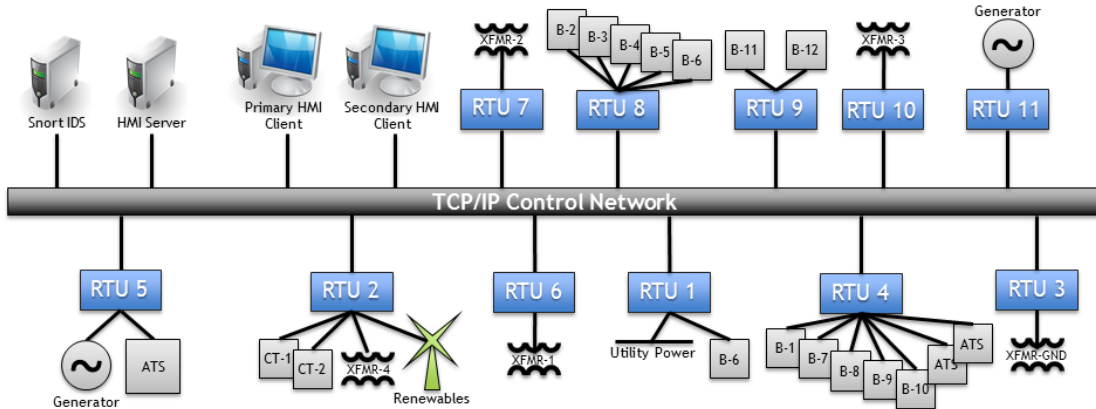 Snort IDS
HMI Server
Primary HMI
Client
Secondary HMI
Client
XFMR-2
RTU 7
B-2
B-3
B-4
B-5
B-6
RTU 8
B-11
B-12
RTU 9
XFMR-3
RTU 10
Generator
RTU 11
TCP/IP Control Network
RTU 5
Generator
ATS
RTU 2
CT-1
CT-2
XFMR-4
Renewables
RTU 6
XFMR-1
RTU 1
Utility Power
B-6
RTU 4
B-1
B-7
B-8
B-9
B-10
ATS
ATS
RTU 3
XFMR-GND